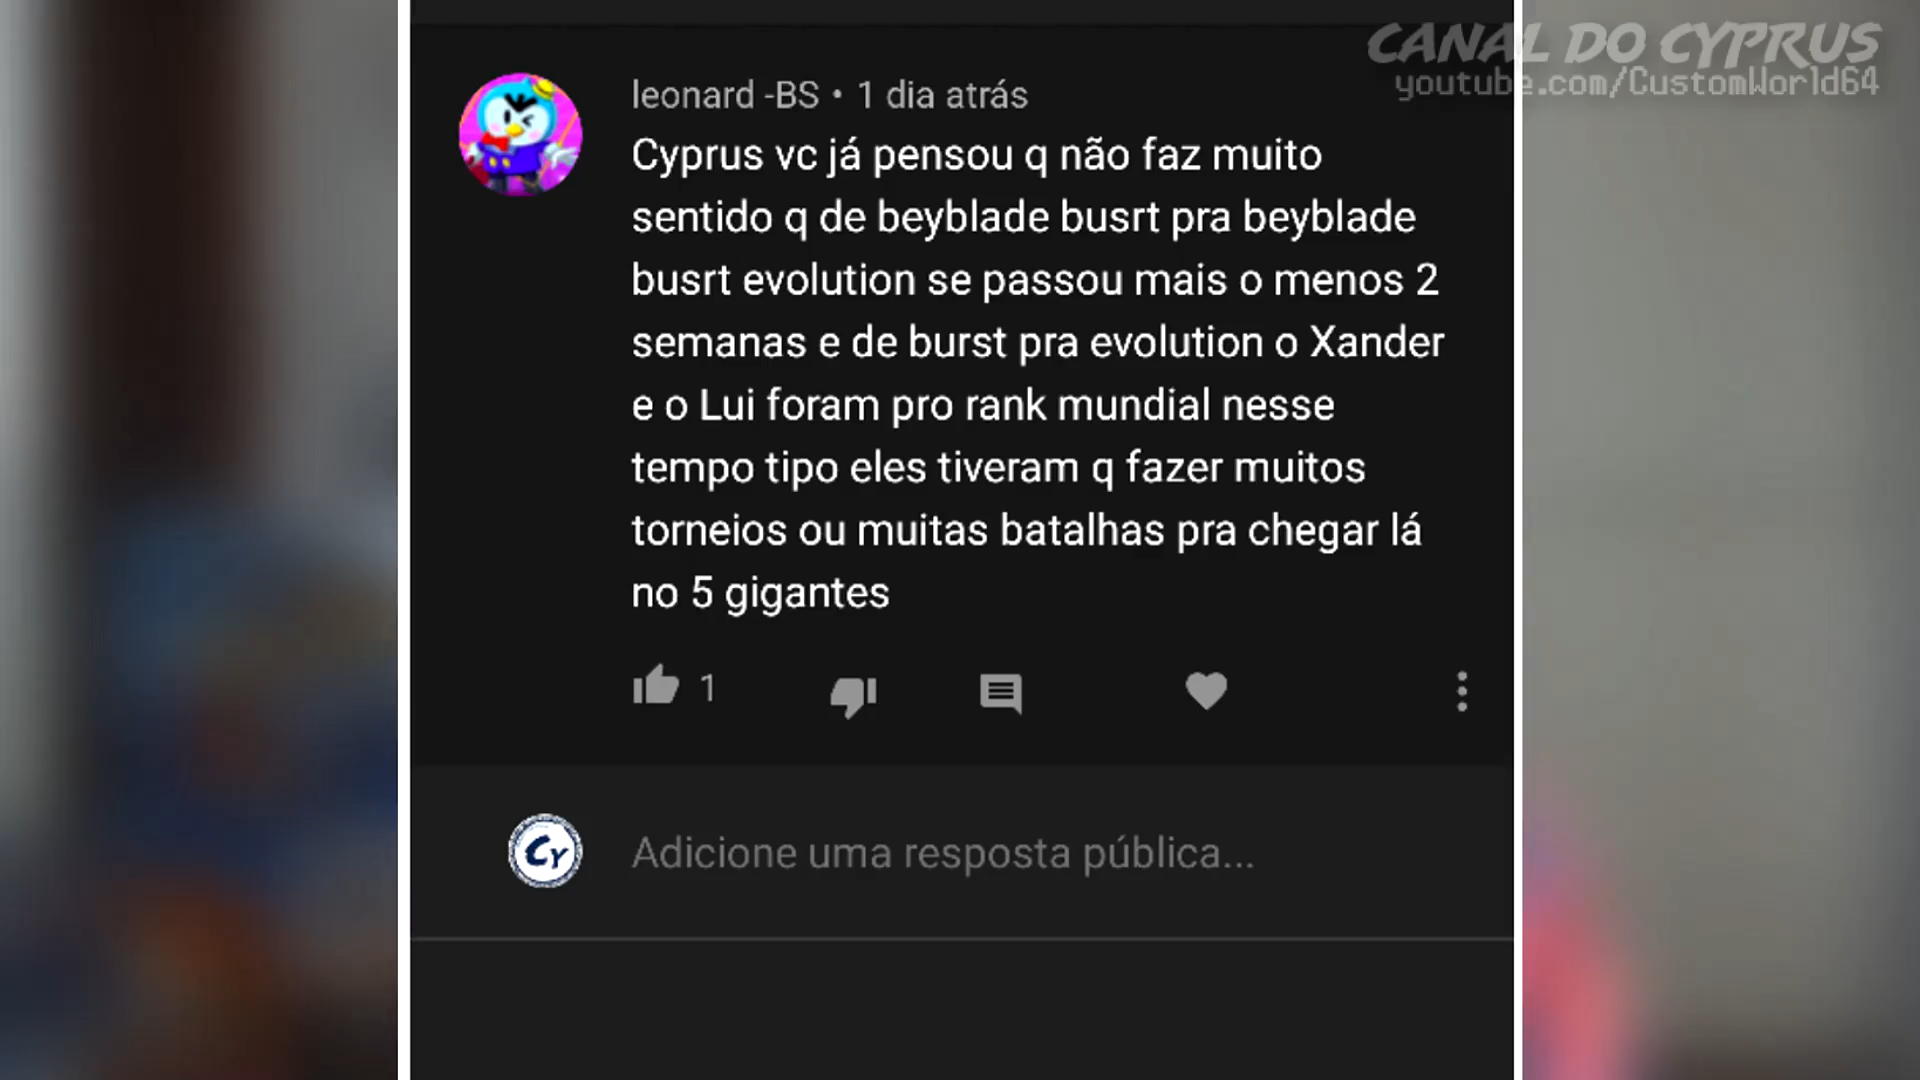 CANAL DO CYPRUS
youtube.com/CustomWorld64
leonard -BS • 1 dia atrás
Cyprus vc já pensou q não faz muito
sentido q de beyblade busrt pra beyblade
busrt evolution se passou mais o menos 2
semanas e de burst pra evolution o Xander
e o Lui foram pro rank mundial nesse
tempo tipo eles tiveram q fazer muitos
torneios ou muitas batalhas pra chegar lá
no 5 gigantes
1
CY
Adicione uma resposta pública...